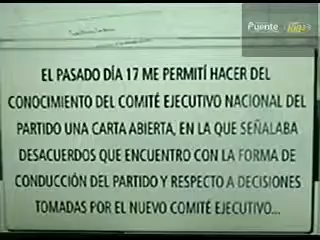 Puente
EL PASADO DÍA 17 ME PERMITÍ HACER DEL
CONOCIMIENTO DEL COMITÉ EJECUTIVO NACIONAL DEL
PARTIDO UNA CARTA ABIERTA, EN LA QUE SEÑALABA
DESACUERDOS QUE ENCUENTRO CON LA FORMA DE
CONDUCCIÓN DEL PARTIDO Y RESPECTO A DECISIONES
TOMADAS POR EL NUEVO COMITÉ EJECUTIVO...